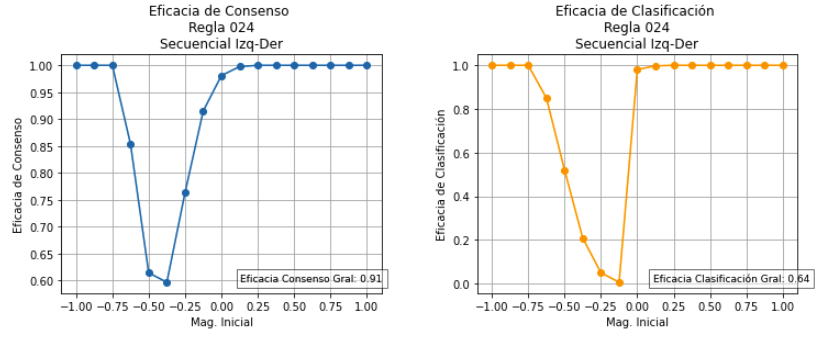 Eficacia de Consenso
Regla 024
Secuencial Izq-Der
Eficacia de Consenso
1.00
0.95
0.90
0.85
0.80
0.75
0.70
0.65
0.60
Eficacia Consenso Gral: 0.91
−1.00 −0.75 −0.50 −0.25 0.00 0.25 0.50 0.75 1.00
Mag. Inicial
Eficacia de Clasificación
Regla 024
Secuencial Izq-Der
Eficacia de Clasificación
1.0
0.8
0.6
0.4
0.2
0.0
Eficacia Clasificación Gral: 0.64
−1.00 −0.75 −0.50 −0.25 0.00 0.25 0.50 0.75 1.00
Mag. Inicial